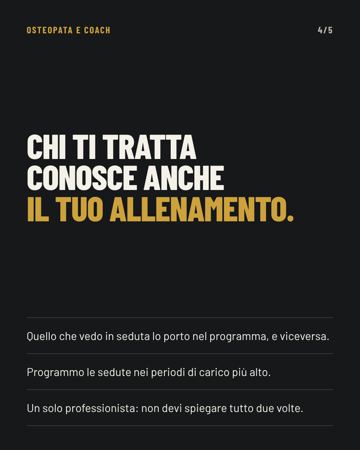 OSTEOPATA E COACH
4/5
CHI TI TRATTA
CONOSCE ANCHE
IL TUO ALLENAMENTO.
Quello che vedo in seduta lo porto nel programma, e viceversa.
Programmo le sedute nei periodi di carico più alto.
Un solo professionista: non devi spiegare tutto due volte.